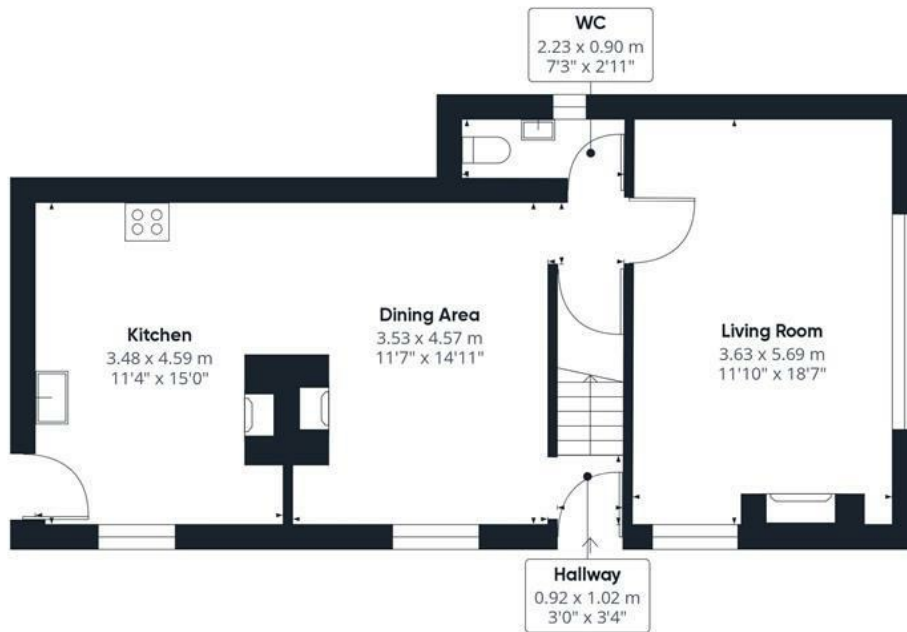 WC
2.23 x 0.90 m
7'3" x 2'11"
Kitchen
3.48 x 4.59 m
11'4" x 15'0"
Dining Area
3.53 x 4.57 m
11'7" x 14'11"
Living Room
3.63 x 5.69 m
11'10" x 18'7"
Hallway
0.92 x 1.02 m
3'0" x 3'4"